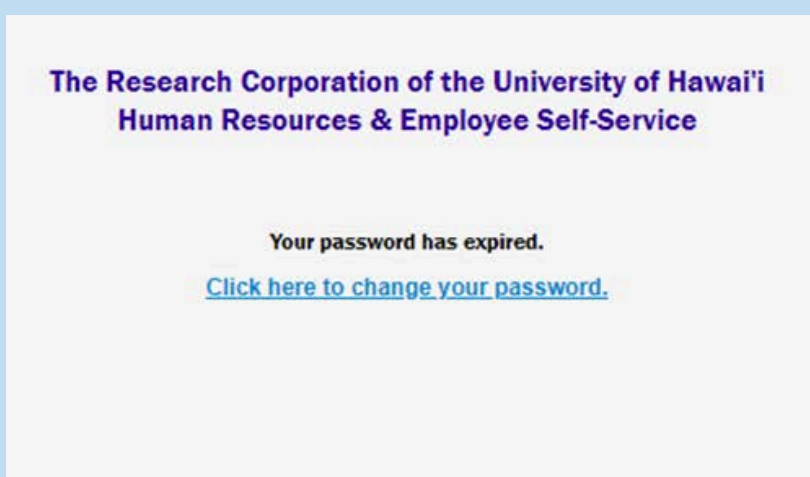 The Research Corporation of the University of Hawai'i
Human Resources & Employee Self-Service
Your password has expired.
Click here to change your password.